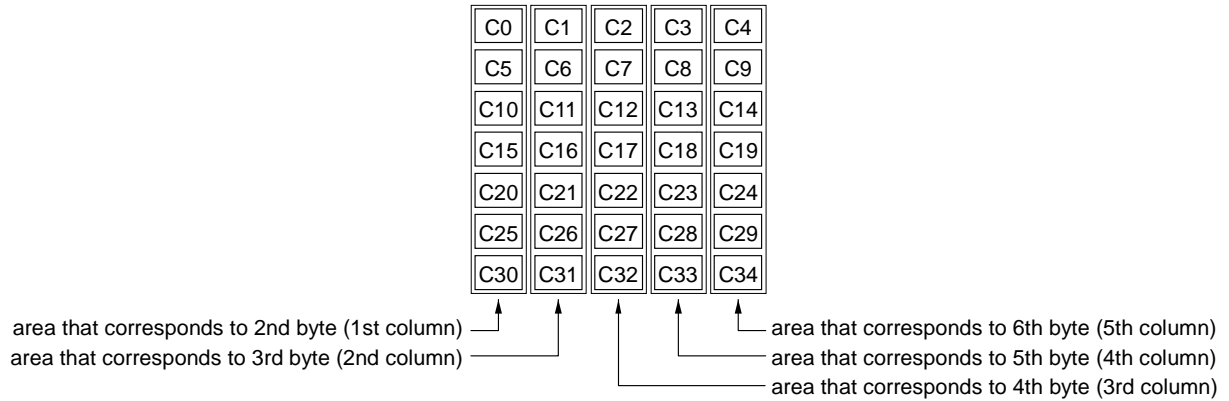 C0 C1 C2 C3 C4
C5 C6 C7 C8 C9
C10 C11 C12 C13 C14
C15 C16 C17 C18 C19
C20 C21 C22 C23 C24
C25 C26 C27 C28 C29
C30 C31 C32 C33 C34
area that corresponds to 2nd byte (1st column)
area that corresponds to 3rd byte (2nd column)
area that corresponds to 6th byte (5th column)
area that corresponds to 5th byte (4th column)
area that corresponds to 4th byte (3rd column)